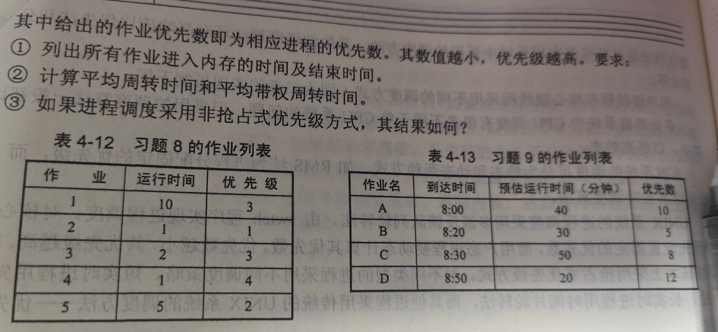 其中给出的作业优先数即为相应进程的优先数。其数值越小，优先级越高。要求：
① 列出所有作业进入内存的时间及结束时间。
② 计算平均周转时间和平均带权周转时间。
③ 如果进程调度采用非抢占式优先级方式，其结果如何？
表 4-12 习题 8 的作业列表
作 业 运行时间 优 先 级
1 10 3
2 1 1
3 2 3
4 1 4
5 5 2
表 4-13 习题 9 的作业列表
作业名 到达时间 预估运行时间（分钟） 优先数
A 8:00 40 10
B 8:20 30 5
C 8:30 50 8
D 8:50 20 12